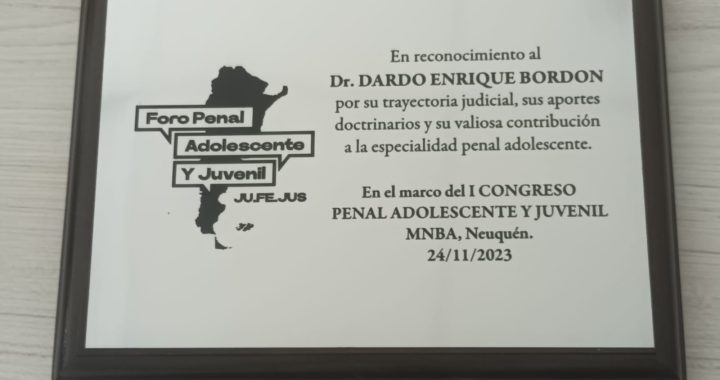 Foro Penal
Adolescente
Y Juvenil
JU.FE.JUS
En reconocimiento al
Dr. DARDO ENRIQUE BORDON
por su trayectoria judicial, sus aportes
doctrinarios y su valiosa contribución
a la especialidad penal adolescente.
En el marco del I CONGRESO
PENAL ADOLESCENTE Y JUVENIL
MNBA, Neuquén.
24/11/2023